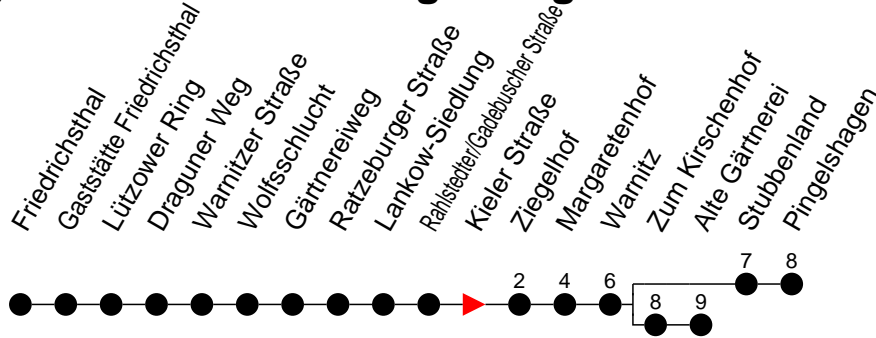 Friedrichsthal
Gaststätte Friedrichsthal
Lützower Ring
Draguner Weg
Warnitzer Straße
Wolfsschlucht
Gärtnereiweg
Ratzeburger Straße
Lankow-Siedlung
Rahlstedter/Gadebuscher Straße
Kieler Straße
Ziegelhof
Margaretenhof
Warnitz
Zum Kirschenhof
Alte Gärtnerei
Stubbenland
Pingelshagen
7 8
2 4 6
8 9